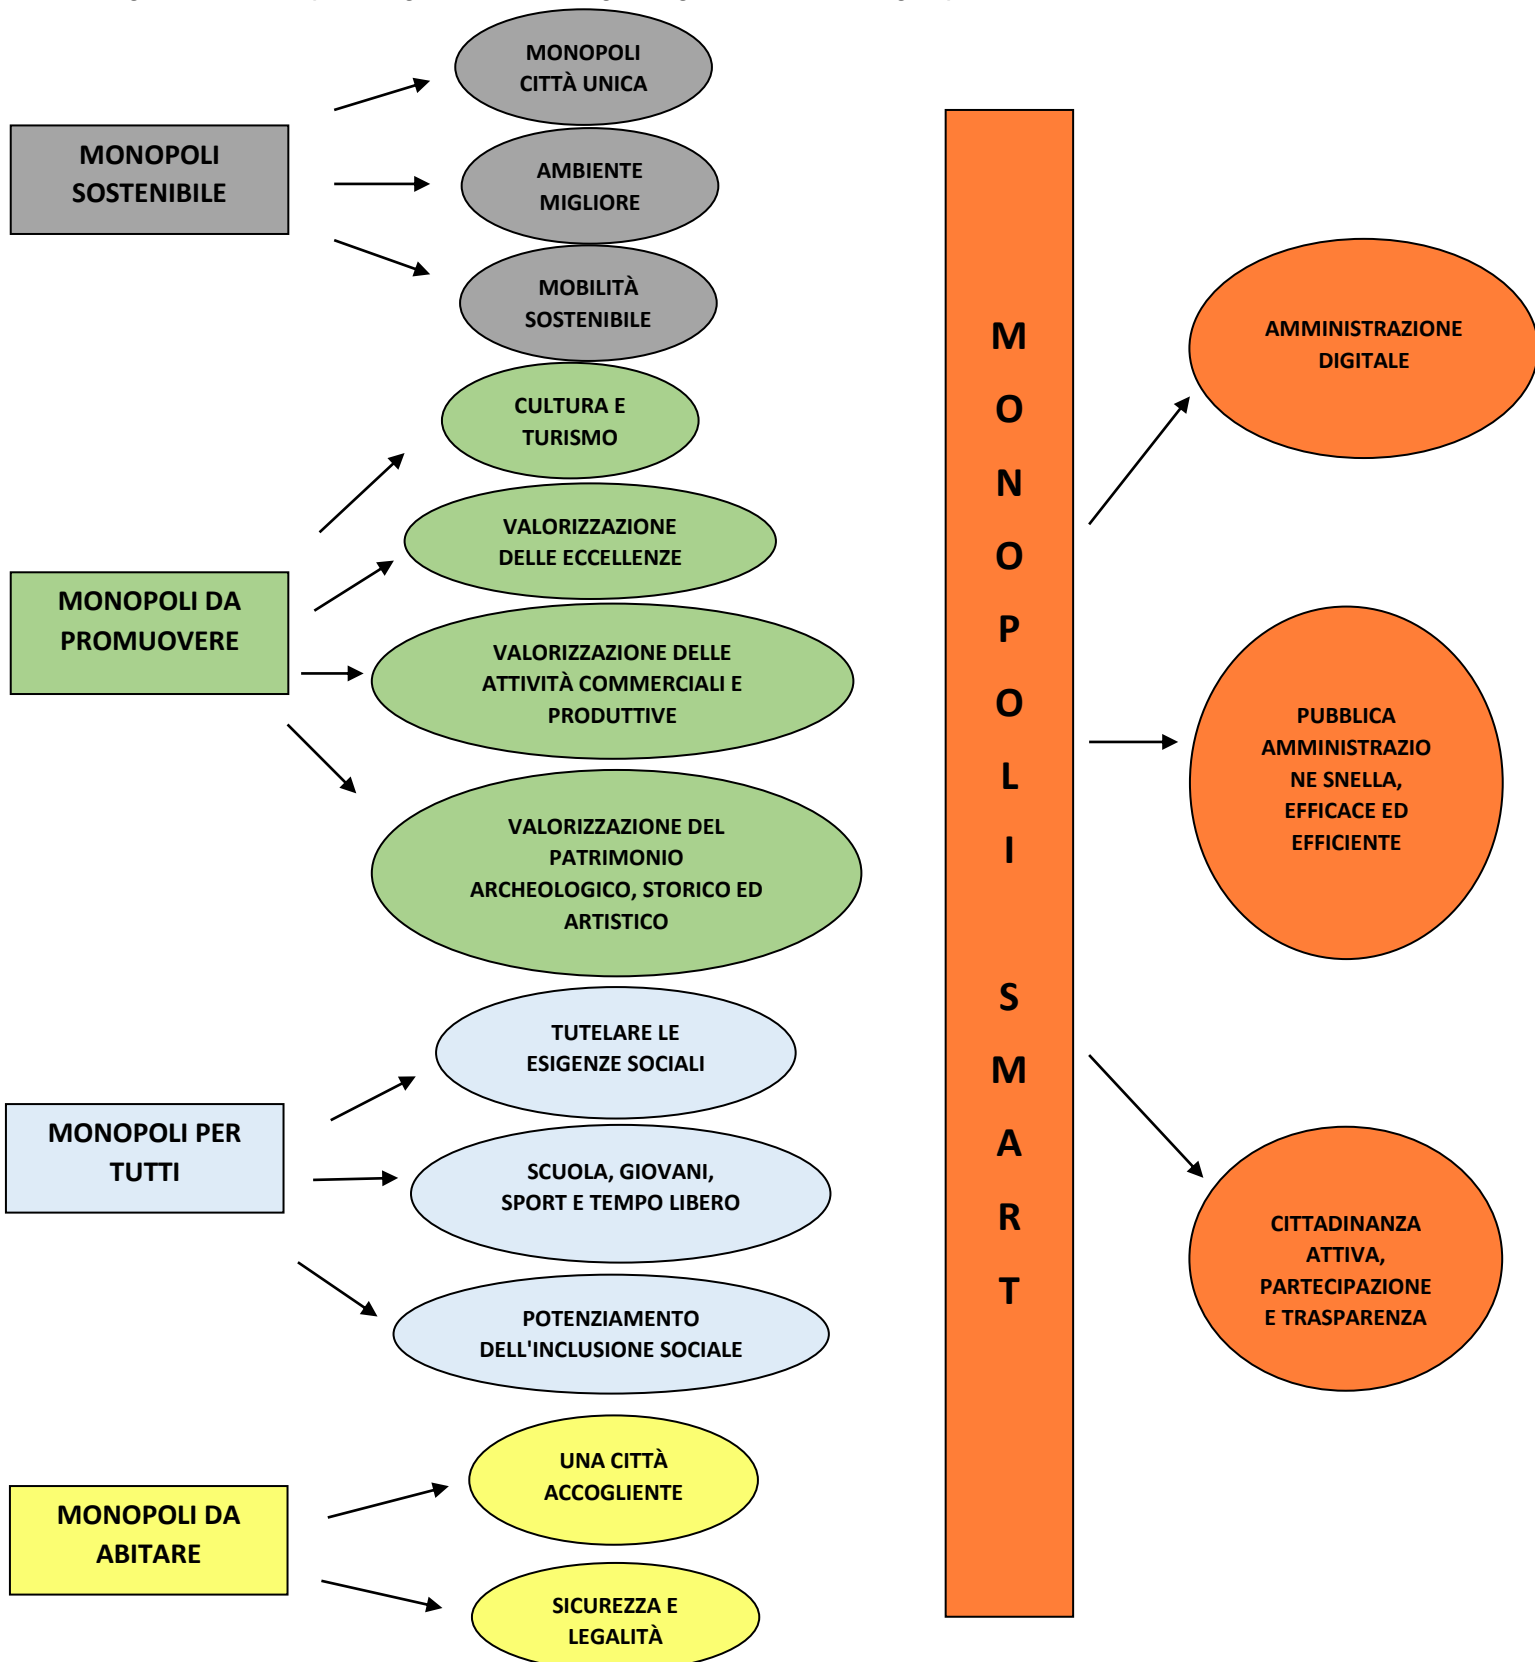 MONOPOLI
SOSTENIBILE
MONOPOLI
CITTÀ UNICA
AMBIENTE
MIGLIORE
MOBILITÀ
SOSTENIBILE
MONOPOLI DA
PROMUOVERE
CULTURA E
TURISMO
VALORIZZAZIONE
DELLE ECCELLENZE
VALORIZZAZIONE DELLE
ATTIVITÀ COMMERCIALI E
PRODUTTIVE
VALORIZZAZIONE DEL
PATRIMONIO
ARCHEOLOGICO, STORICO ED
ARTISTICO
MONOPOLI PER
TUTTI
TUTELARE LE
ESIGENZE SOCIALI
SCUOLA, GIOVANI,
SPORT E TEMPO LIBERO
POTENZIAMENTO
DELL'INCLUSIONE SOCIALE
MONOPOLI DA
ABITARE
UNA CITTÀ
ACCOGLIENTE
SICUREZZA E
LEGALITÀ
M
O
N
O
P
O
L
I
S
M
A
R
T
AMMINISTRAZIONE
DIGITALE
PUBBLICA
AMMINISTRAZIO
NE SNELLA,
EFFICACE ED
EFFICIENTE
CITTADINANZA
ATTIVA,
PARTECIPAZIONE
E TRASPARENZA